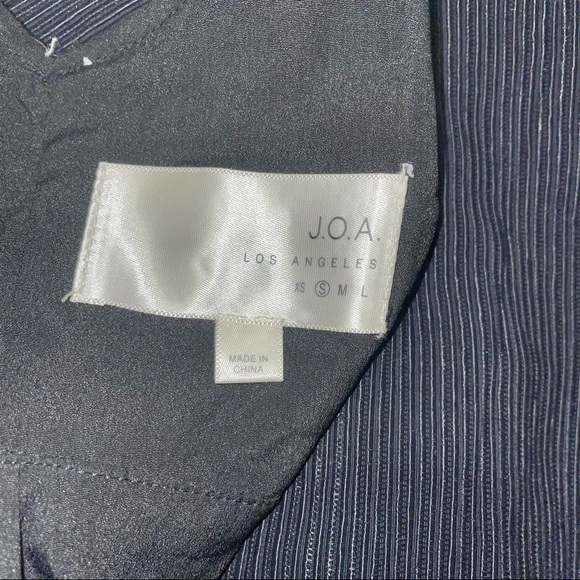 J.O.A.
LOS ANGELES
XS Ⓢ M L
MADE IN
CHINA